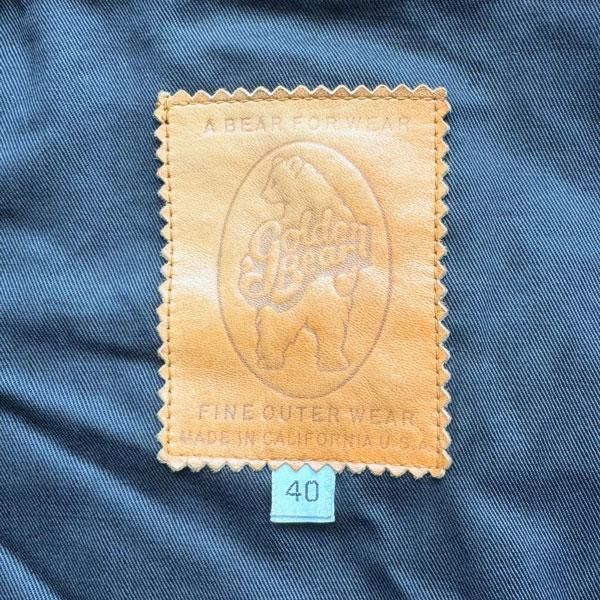 A BEAR FOR WEAR
Golden
Bear
FINE OUTER WEAR
MADE IN CALIFORNIA U.S.A.
40